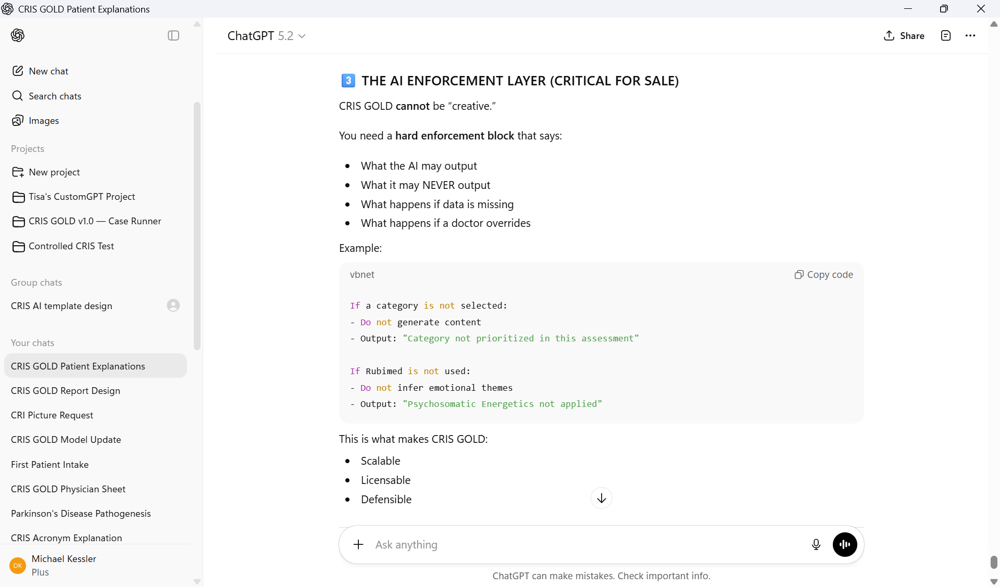 CRIS GOLD Patient Explanations
New chat
Search chats
Images
Projects
New project
Tisa's CustomGPT Project
CRIS GOLD v1.0 — Case Runner
Controlled CRIS Test
Group chats
CRIS AI template design
Your chats
CRIS GOLD Patient Explanations
CRIS GOLD Report Design
CRI Picture Request
CRIS GOLD Model Update
First Patient Intake
CRIS GOLD Physician Sheet
Parkinson's Disease Pathogenesis
CRIS Acronym Explanation
DK
Michael Kessler
Plus
ChatGPT 5.2
Share
3 THE AI ENFORCEMENT LAYER (CRITICAL FOR SALE)
CRIS GOLD cannot be “creative.”
You need a hard enforcement block that says:
• What the AI may output
• What it may NEVER output
• What happens if data is missing
• What happens if a doctor overrides
Example:
vbnet
Copy code
If a category is not selected:
- Do not generate content
- Output: "Category not prioritized in this assessment"
If Rubimed is not used:
- Do not infer emotional themes
- Output: "Psychosomatic Energetics not applied"
This is what makes CRIS GOLD:
• Scalable
• Licensable
• Defensible
Ask anything
ChatGPT can make mistakes. Check important info.